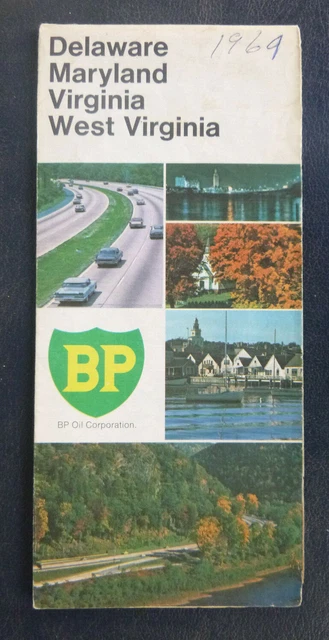 Delaware
1969
Maryland
Virginia
West Virginia
BP
BP Oil Corporation.